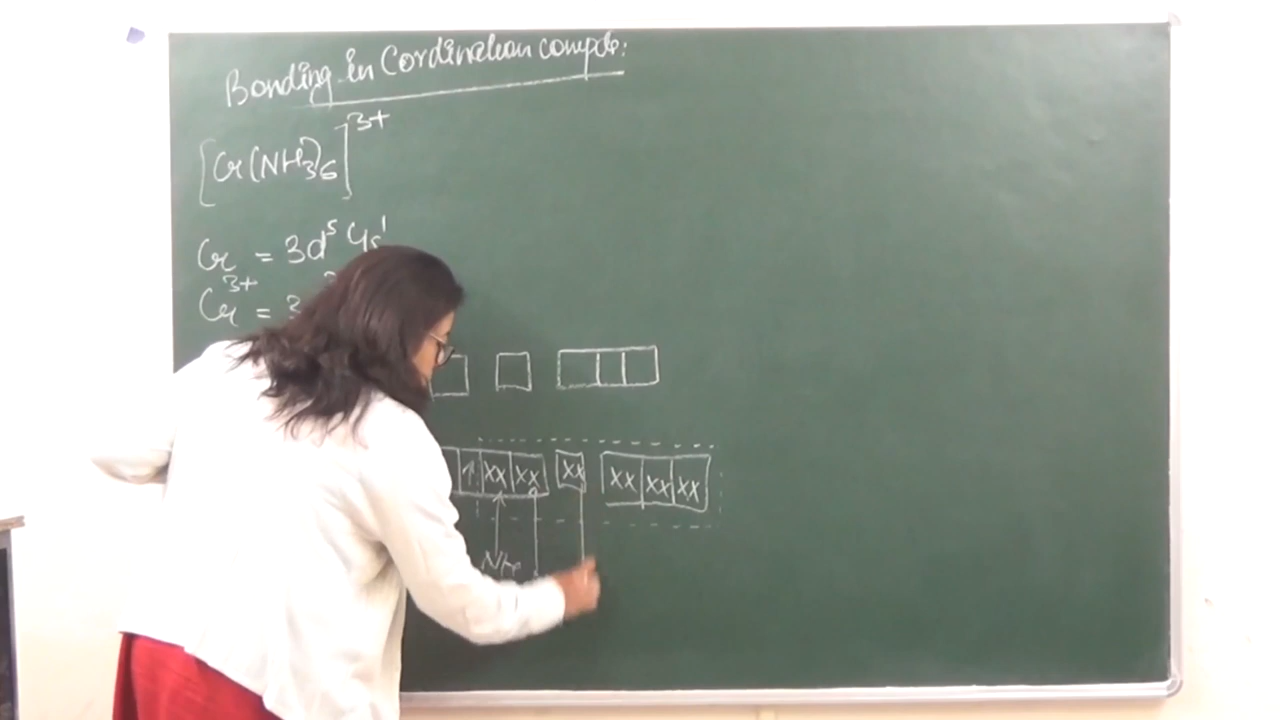 Bonding in Cordination compds.
[Cr(NH3)6]3+
Cr = 3d5 4s1
Cr3+ = 3
↑ xx xx xx xx xx xx
NH3